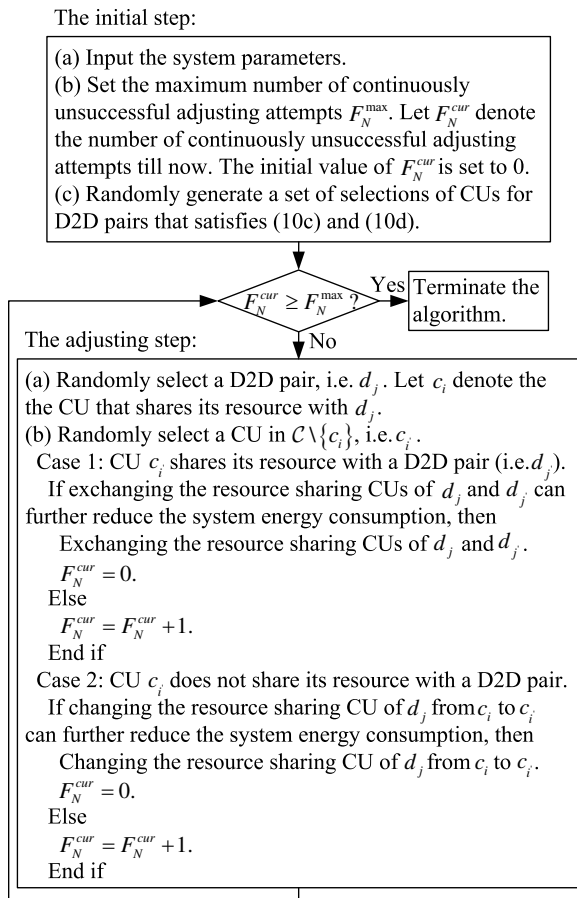 The initial step:
(a) Input the system parameters.
(b) Set the maximum number of continuously
unsuccessful adjusting attempts F_N^max. Let F_N^cur denote
the number of continuously unsuccessful adjusting
attempts till now. The initial value of F_N^cur is set to 0.
(c) Randomly generate a set of selections of CUs for
D2D pairs that satisfies (10c) and (10d).
F_N^cur ≥ F_N^max ?
Yes
Terminate the
algorithm.
No
The adjusting step:
(a) Randomly select a D2D pair, i.e. d_j. Let c_i denote the
the CU that shares its resource with d_j.
(b) Randomly select a CU in C\{c_i}, i.e. c_i'.
Case 1: CU c_i' shares its resource with a D2D pair (i.e. d_j').
If exchanging the resource sharing CUs of d_j and d_j' can
further reduce the system energy consumption, then
Exchanging the resource sharing CUs of d_j and d_j'.
F_N^cur = 0.
Else
F_N^cur = F_N^cur +1.
End if
Case 2: CU c_i' does not share its resource with a D2D pair.
If changing the resource sharing CU of d_j from c_i to c_i'
can further reduce the system energy consumption, then
Changing the resource sharing CU of d_j from c_i to c_i'.
F_N^cur = 0.
Else
F_N^cur = F_N^cur +1.
End if